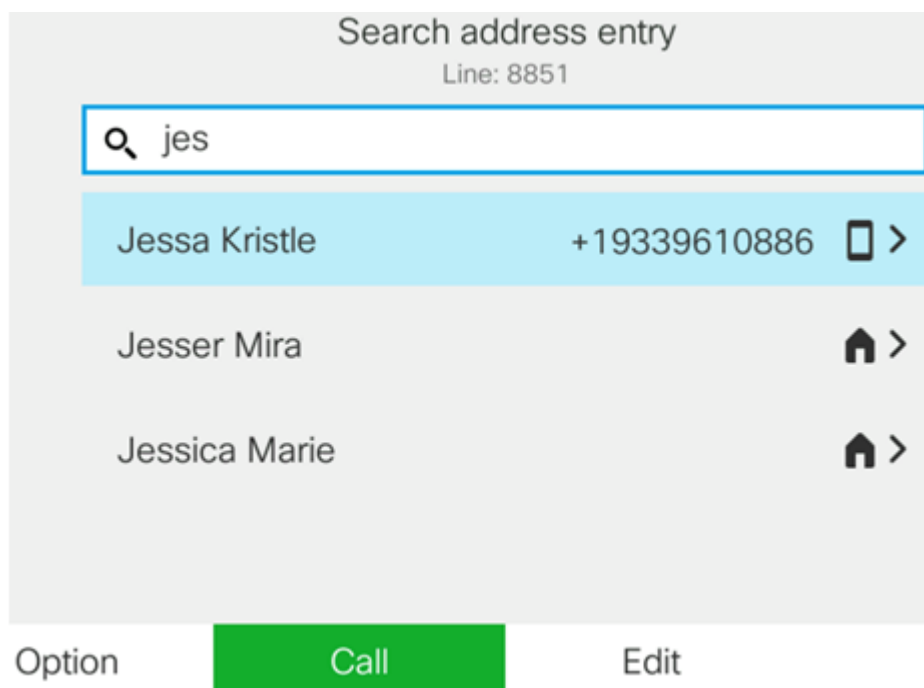 Search address entry
Line: 8851
jes
Jessa Kristle +19339610886
Jesser Mira
Jessica Marie
Option Call Edit